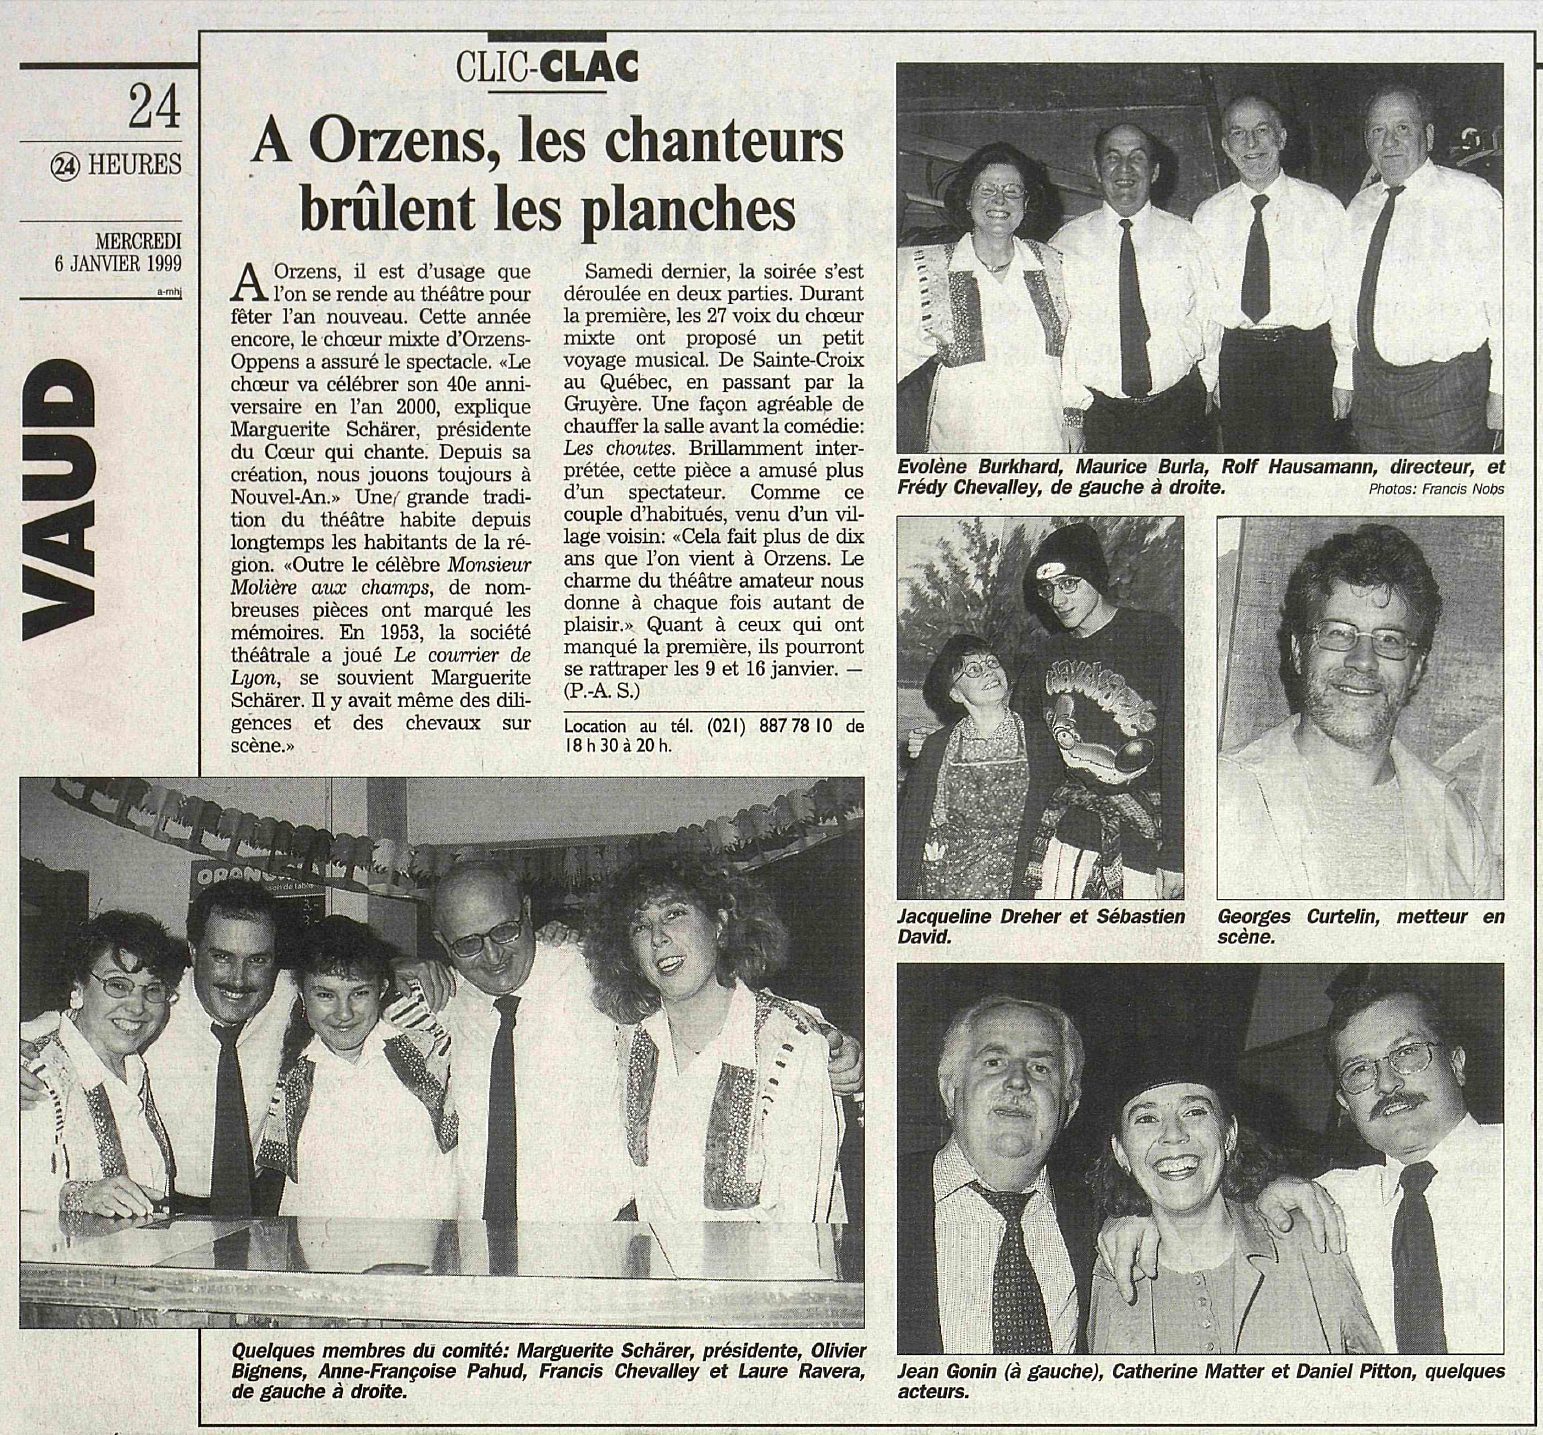 24
24 HEURES
MERCREDI
6 JANVIER 1999
a-mhj
VAUD
CLIC-CLAC
A Orzens, les chanteurs
brûlent les planches
A Orzens, il est d'usage que
l'on se rende au théâtre pour
fêter l'an nouveau. Cette année
encore, le chœur mixte d'Orzens-
Oppens a assuré le spectacle. «Le
chœur va célébrer son 40e anni-
versaire en l'an 2000, explique
Marguerite Schärer, présidente
du Cœur qui chante. Depuis sa
création, nous jouons toujours à
Nouvel-An.» Une grande tradi-
tion du théâtre habite depuis
longtemps les habitants de la ré-
gion. «Outre le célèbre Monsieur
Molière aux champs, de nom-
breuses pièces ont marqué les
mémoires. En 1953, la société
théâtrale a joué Le courrier de
Lyon, se souvient Marguerite
Schärer. Il y avait même des dili-
gences et des chevaux sur
scène.»
Samedi dernier, la soirée s'est
déroulée en deux parties. Durant
la première, les 27 voix du chœur
mixte ont proposé un petit
voyage musical. De Sainte-Croix
au Québec, en passant par la
Gruyère. Une façon agréable de
chauffer la salle avant la comédie:
Les choutes. Brillamment inter-
prétée, cette pièce a amusé plus
d'un spectateur. Comme ce
couple d'habitués, venu d'un vil-
lage voisin: «Cela fait plus de dix
ans que l'on vient à Orzens. Le
charme du théâtre amateur nous
donne à chaque fois autant de
plaisir.» Quant à ceux qui ont
manqué la première, ils pourront
se rattraper les 9 et 16 janvier. —
(P.-A. S.)
Location au tél. (021) 887 78 10 de
18 h 30 à 20 h.
Evolène Burkhard, Maurice Burla, Rolf Hausamann, directeur, et
Frédy Chevalley, de gauche à droite.
Photos: Francis Nobs
Jacqueline Dreher et Sébastien
David.
Georges Curtelin, metteur en
scène.
Quelques membres du comité: Marguerite Schärer, présidente, Olivier
Bignens, Anne-Françoise Pahud, Francis Chevalley et Laure Ravera,
de gauche à droite.
Jean Gonin (à gauche), Catherine Matter et Daniel Pitton, quelques
acteurs.